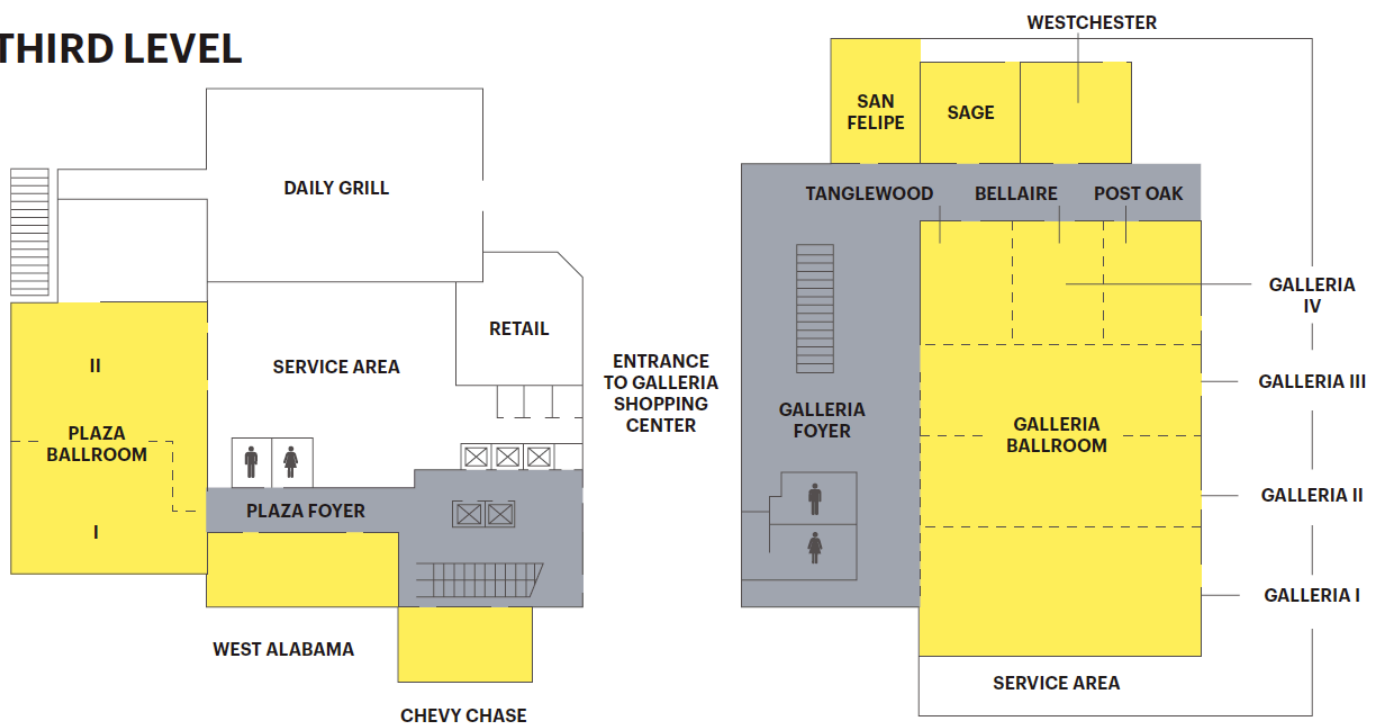 THIRD LEVEL
DAILY GRILL
RETAIL
SERVICE AREA
II
PLAZA
BALLROOM
I
PLAZA FOYER
WEST ALABAMA
CHEVY CHASE
ENTRANCE
TO GALLERIA
SHOPPING
CENTER
WESTCHESTER
SAN
FELIPE
SAGE
TANGLEWOOD
BELLAIRE
POST OAK
GALLERIA
IV
GALLERIA III
GALLERIA
FOYER
GALLERIA
BALLROOM
GALLERIA II
GALLERIA I
SERVICE AREA